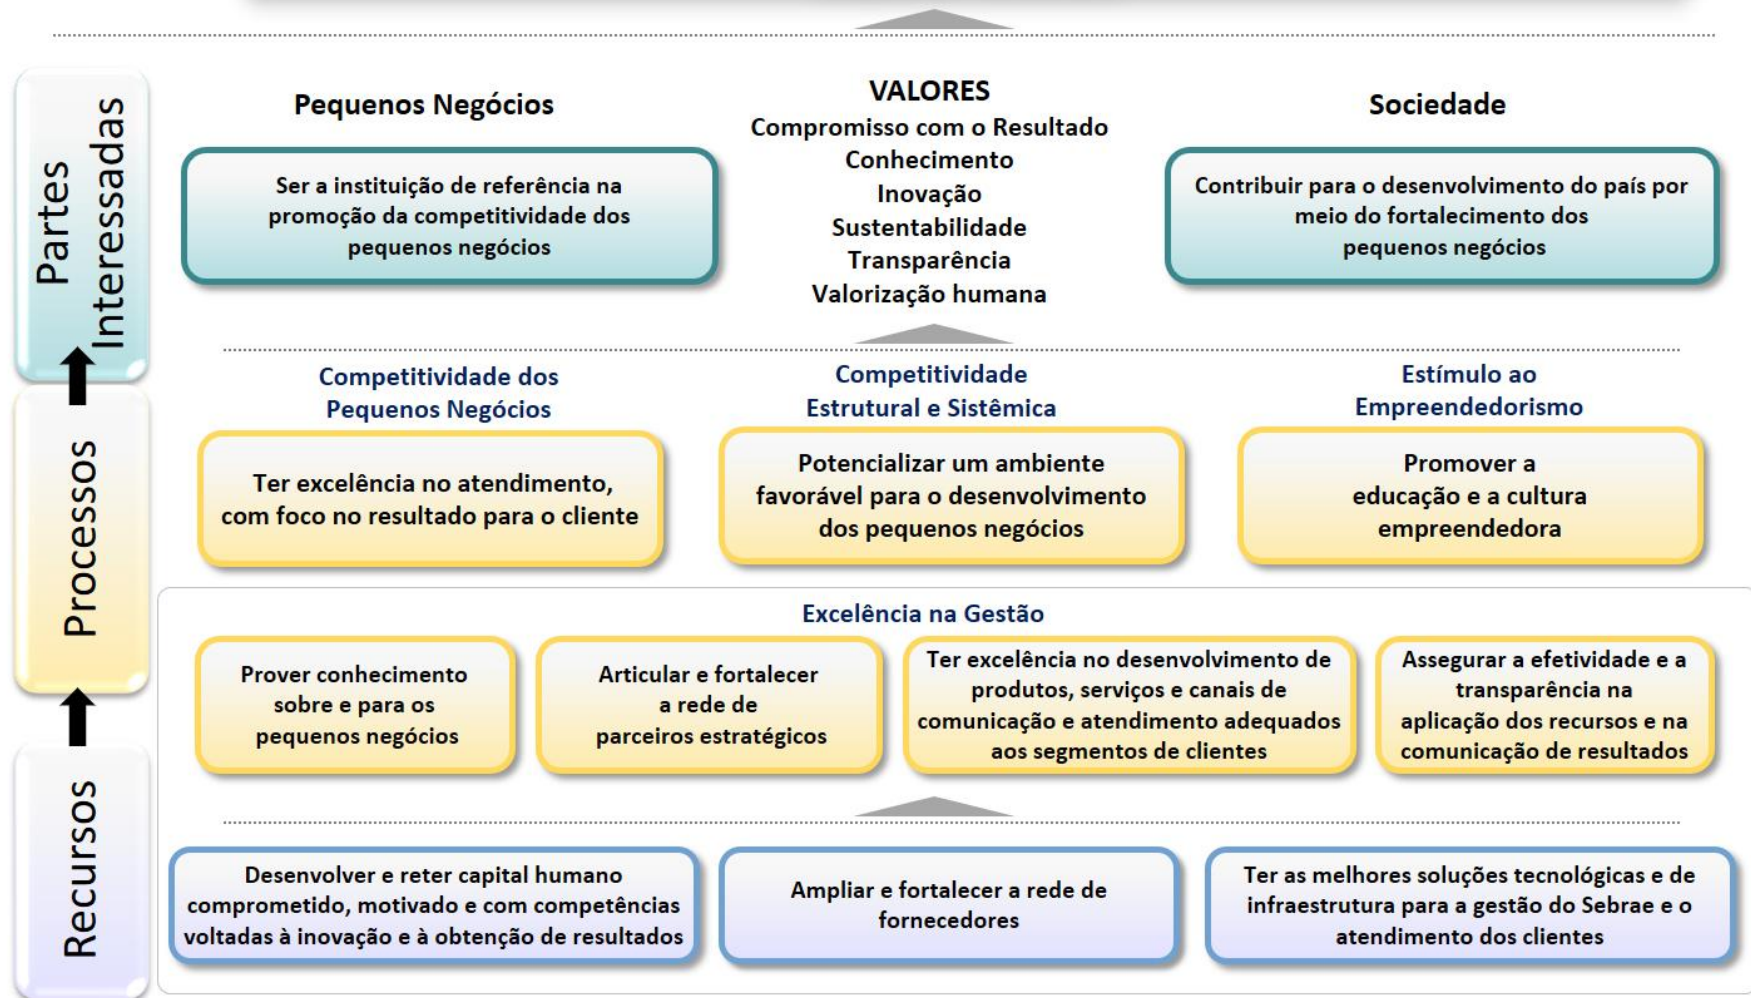 Partes
Interessadas
Pequenos Negócios
Ser a instituição de referência na
promoção da competitividade dos
pequenos negócios
VALORES
Compromisso com o Resultado
Conhecimento
Inovação
Sustentabilidade
Transparência
Valorização humana
Sociedade
Contribuir para o desenvolvimento do país por
meio do fortalecimento dos
pequenos negócios
Processos
Competitividade dos
Pequenos Negócios
Ter excelência no atendimento,
com foco no resultado para o cliente
Competitividade
Estrutural e Sistêmica
Potencializar um ambiente
favorável para o desenvolvimento
dos pequenos negócios
Estímulo ao
Empreendedorismo
Promover a
educação e a cultura
empreendedora
Excelência na Gestão
Prover conhecimento
sobre e para os
pequenos negócios
Articular e fortalecer
a rede de
parceiros estratégicos
Ter excelência no desenvolvimento de
produtos, serviços e canais de
comunicação e atendimento adequados
aos segmentos de clientes
Assegurar a efetividade e a
transparência na
aplicação dos recursos e na
comunicação de resultados
Recursos
Desenvolver e reter capital humano
comprometido, motivado e com competências
voltadas à inovação e à obtenção de resultados
Ampliar e fortalecer a rede de
fornecedores
Ter as melhores soluções tecnológicas e de
infraestrutura para a gestão do Sebrae e o
atendimento dos clientes